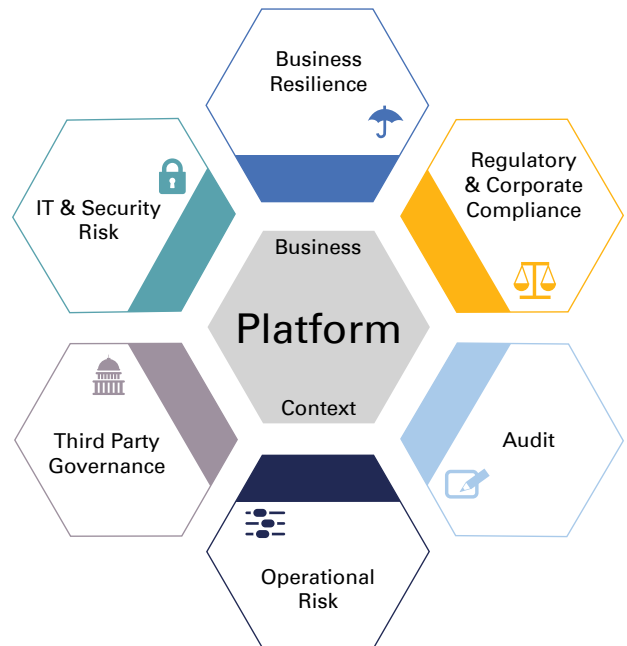 Business
Resilience
Regulatory
& Corporate
Compliance
IT & Security
Risk
Business
Platform
Context
Third Party
Governance
Audit
Operational
Risk